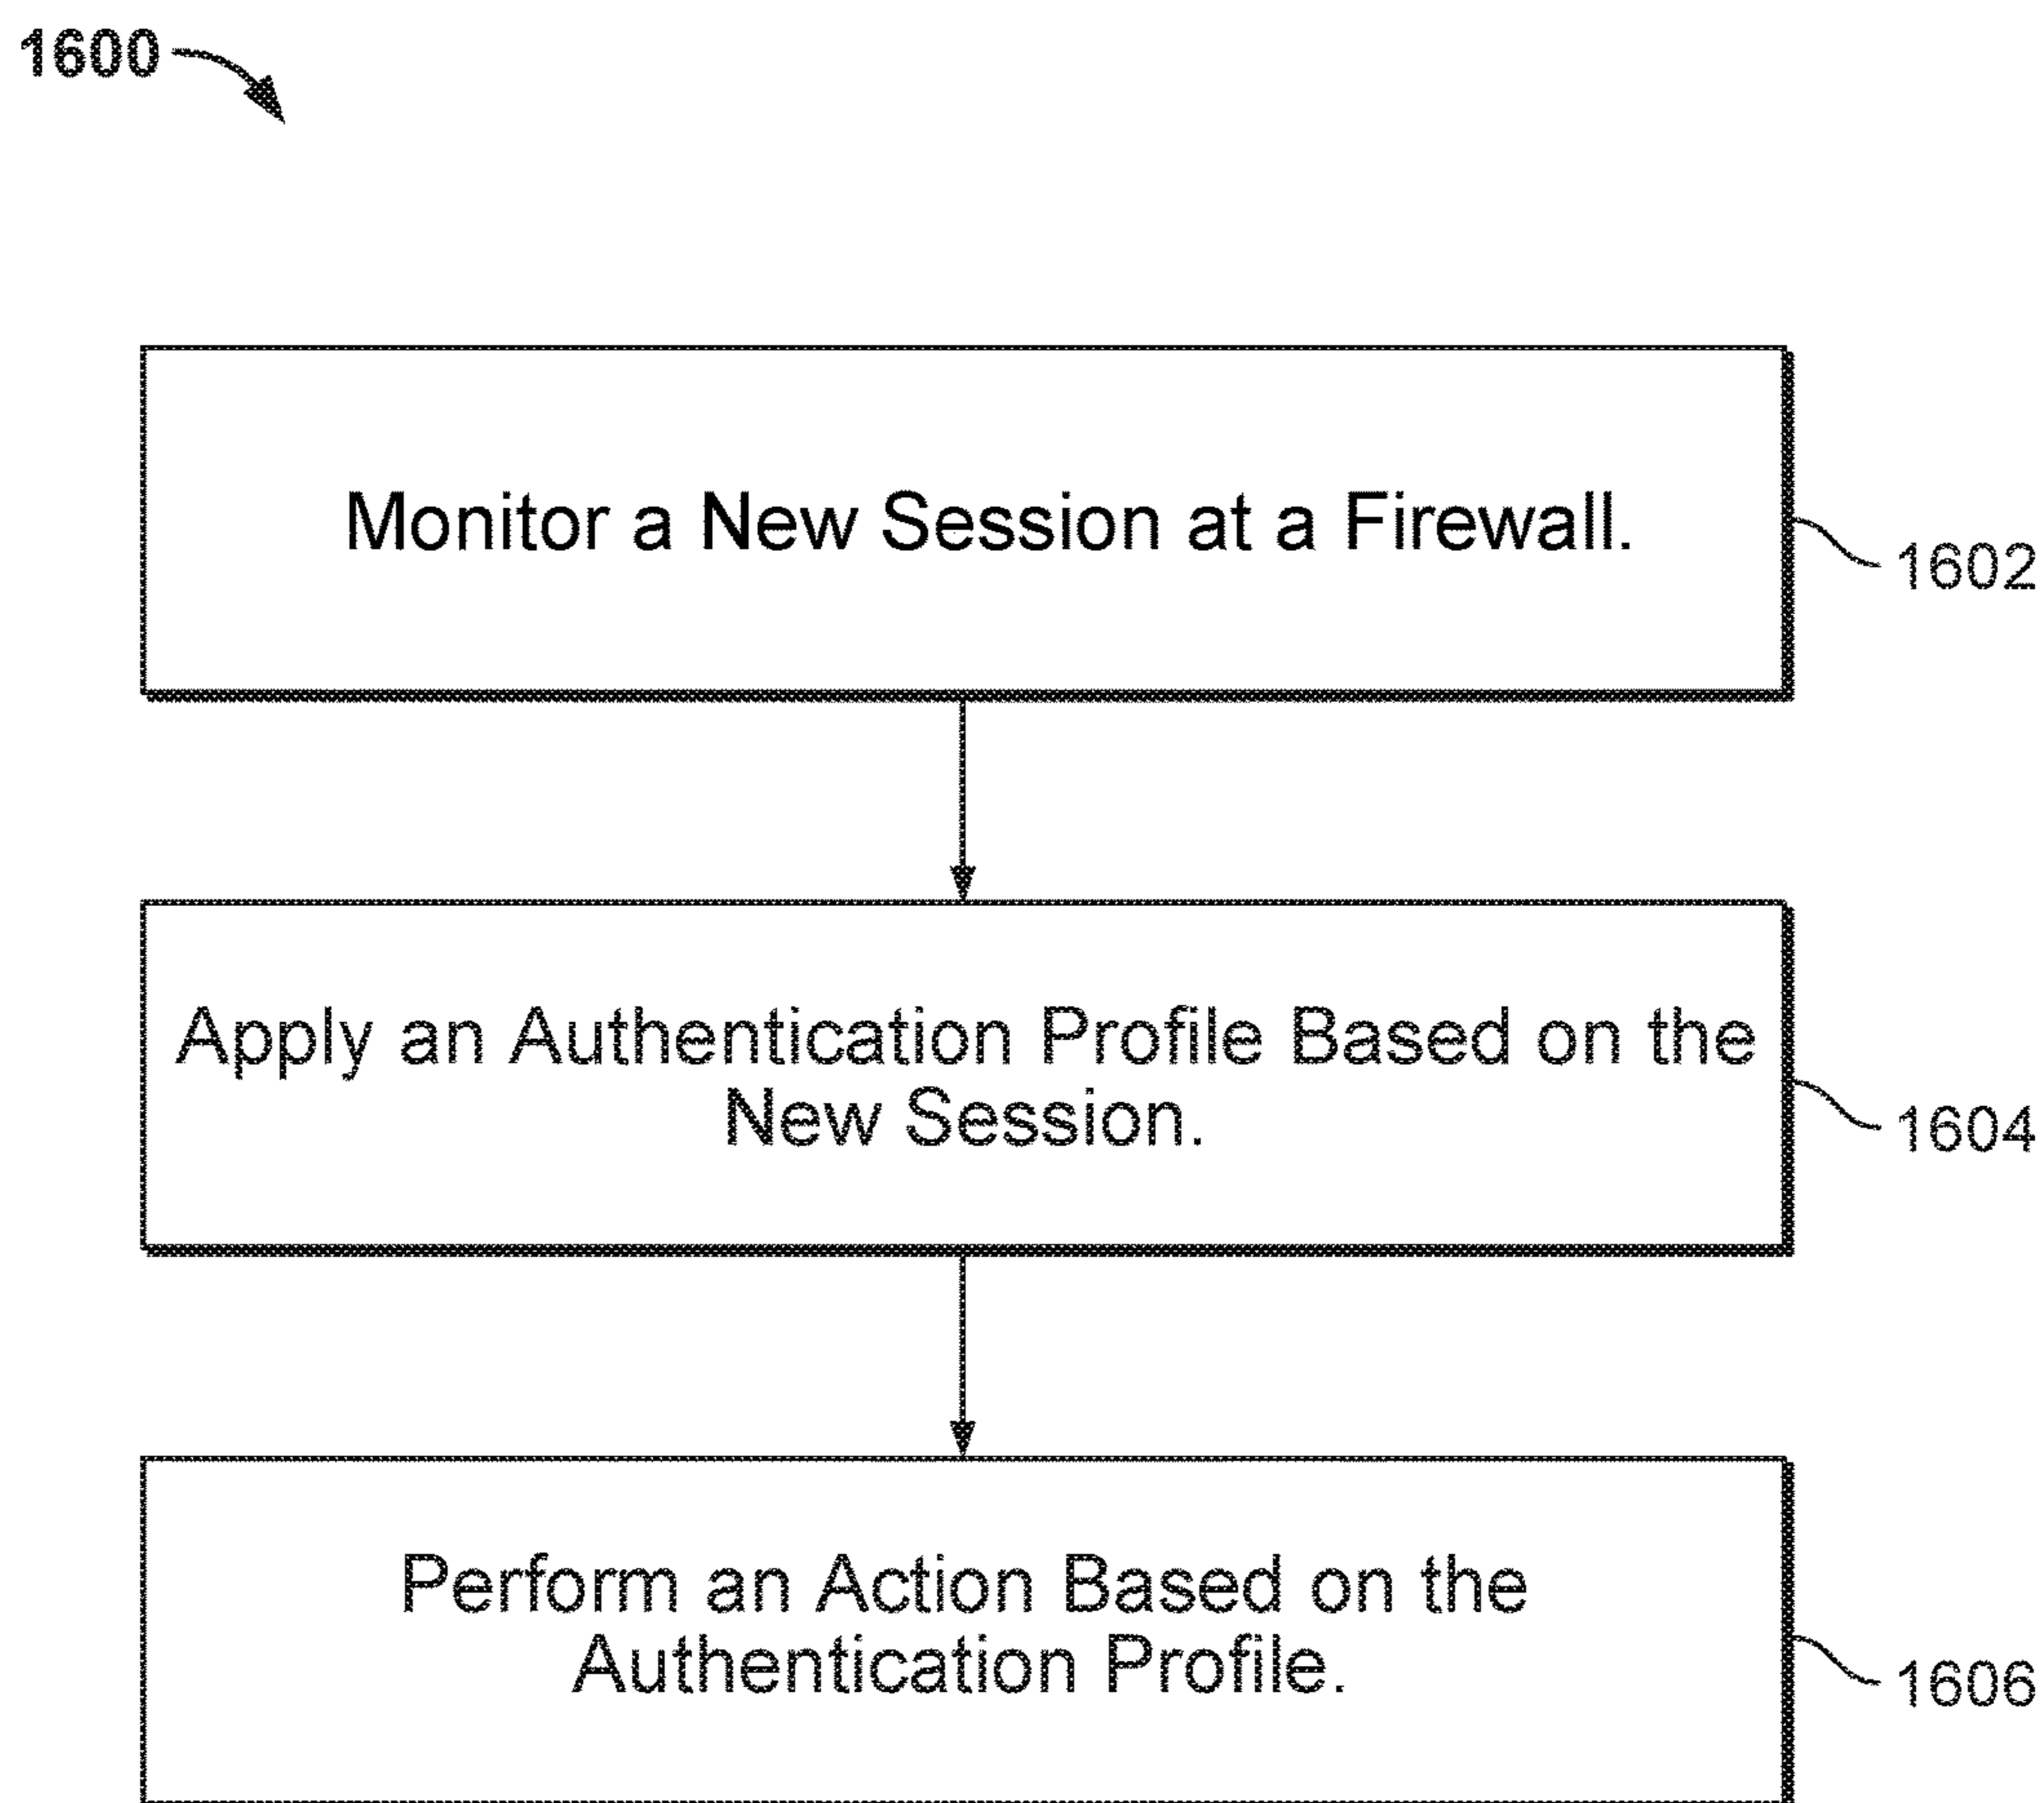 1600
Monitor a New Session at a Firewall.
1602
Apply an Authentication Profile Based on the
New Session.
1604
Perform an Action Based on the
Authentication Profile.
1606